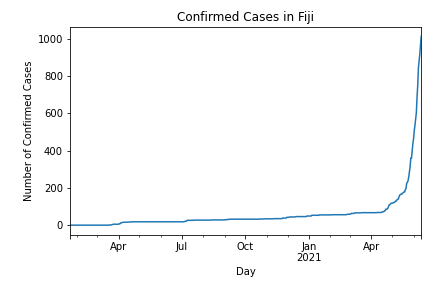 Confirmed Cases in Fiji
Number of Confirmed Cases
1000
800
600
400
200
0
Apr
Jul
Oct
Jan
2021
Apr
Day